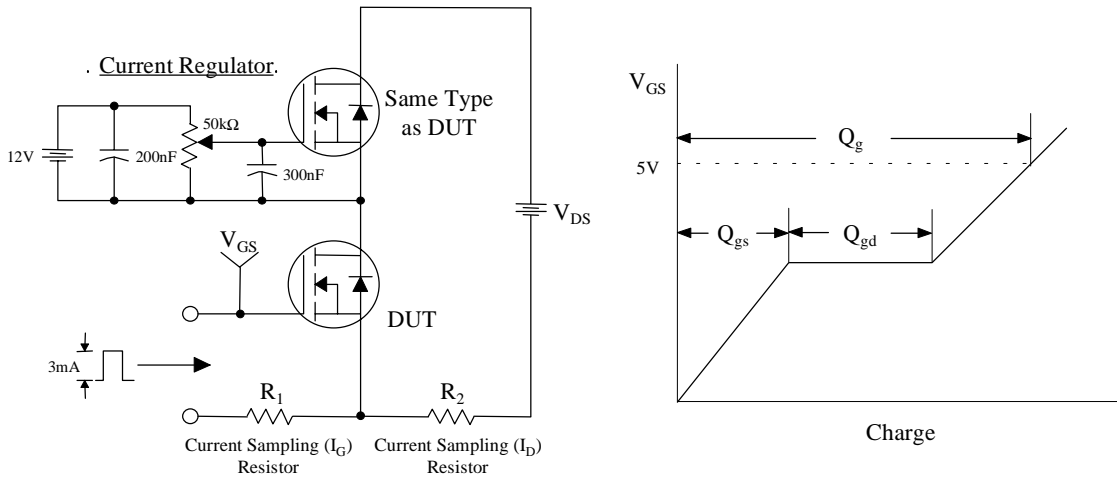 . Current Regulator.
50kΩ
12V
200nF
300nF
Same Type
as DUT
V_DS
V_GS
DUT
3mA
R_1
R_2
Current Sampling (I_G)
Resistor
Current Sampling (I_D)
Resistor
V_GS
Q_g
5V
Q_gs
Q_gd
Charge